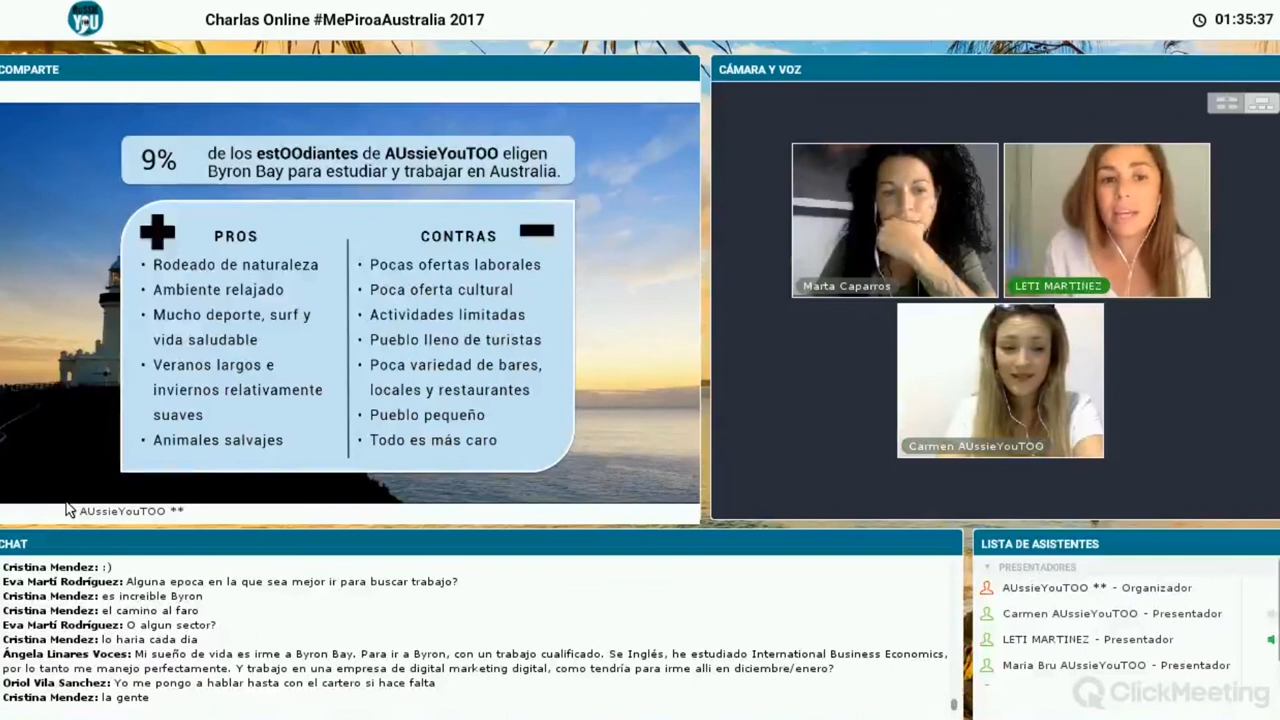 AUSSIE
YOU
Charlas Online #MePiroaAustralia 2017
01:35:37
COMPARTE
CÁMARA Y VOZ
9%
de los estOOdiantes de AUssieYouTOO eligen
Byron Bay para estudiar y trabajar en Australia.
PROS
CONTRAS
· Rodeado de naturaleza
· Ambiente relajado
· Mucho deporte, surf y
vida saludable
· Veranos largos e
inviernos relativamente
suaves
· Animales salvajes
· Pocas ofertas laborales
· Poca oferta cultural
· Actividades limitadas
· Pueblo lleno de turistas
· Poca variedad de bares,
locales y restaurantes
· Pueblo pequeño
· Todo es más caro
Marta Caparros
LETI MARTINEZ
Carmen AUssieYouTOO
AUssieYouTOO **
CHAT
Cristina Mendez: :)
Eva Martí Rodríguez: Alguna epoca en la que sea mejor ir para buscar trabajo?
Cristina Mendez: es increible Byron
Cristina Mendez: el camino al faro
Eva Martí Rodríguez: O algun sector?
Cristina Mendez: lo haria cada dia
Ángela Linares Voces: Mi sueño de vida es irme a Byron Bay. Para ir a Byron, con un trabajo cualificado. Se Inglés, he estudiado International Business Economics,
por lo tanto me manejo perfectamente. Y trabajo en una empresa de digital marketing digital, como tendría para irme alli en diciembre/enero?
Oriol Vila Sanchez: Yo me pongo a hablar hasta con el cartero si hace falta
Cristina Mendez: la gente
LISTA DE ASISTENTES
PRESENTADORES
AUssieYouTOO ** - Organizador
Carmen AUssieYouTOO - Presentador
LETI MARTINEZ - Presentador
Maria Bru AUssieYouTOO - Presentador
ClickMeeting